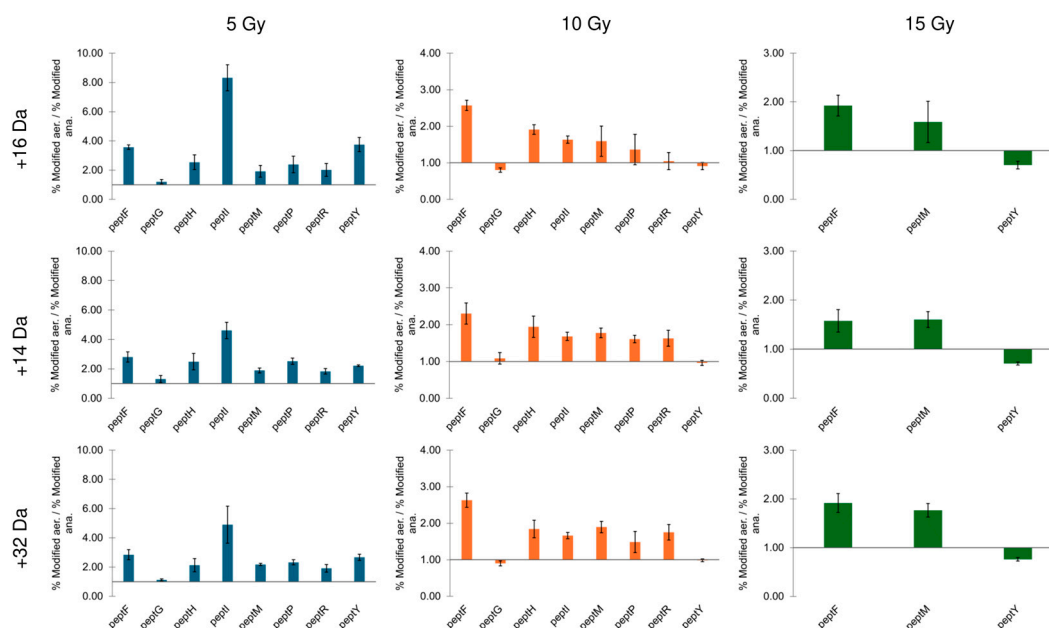 5 Gy
10 Gy
15 Gy
+16 Da
% Modified aer. / % Modified
ana.
10.00
8.00
6.00
4.00
2.00
0.00
peptF
peptG
peptH
peptI
peptM
peptP
peptR
peptY
% Modified aer. / % Modified
ana.
4.00
3.00
2.00
1.00
0.00
peptF
peptG
peptH
peptI
peptM
peptP
peptR
peptY
% Modified aer. / % Modified
ana.
3.00
2.00
1.00
0.00
peptF
peptM
peptY
+14 Da
% Modified aer. / % Modified
ana.
10.00
8.00
6.00
4.00
2.00
0.00
peptF
peptG
peptH
peptI
peptM
peptP
peptR
peptY
% Modified aer. / % Modified
ana.
4.00
3.00
2.00
1.00
0.00
peptF
peptG
peptH
peptI
peptM
peptP
peptR
peptY
% Modified aer. / % Modified
ana.
3.00
2.00
1.00
0.00
peptF
peptM
peptY
+32 Da
% Modified aer. / % Modified
ana.
10.00
8.00
6.00
4.00
2.00
0.00
peptF
peptG
peptH
peptI
peptM
peptP
peptR
peptY
% Modified aer. / % Modified
ana.
4.00
3.00
2.00
1.00
0.00
peptF
peptG
peptH
peptI
peptM
peptP
peptR
peptY
% Modified aer. / % Modified
ana.
3.00
2.00
1.00
0.00
peptF
peptM
peptY